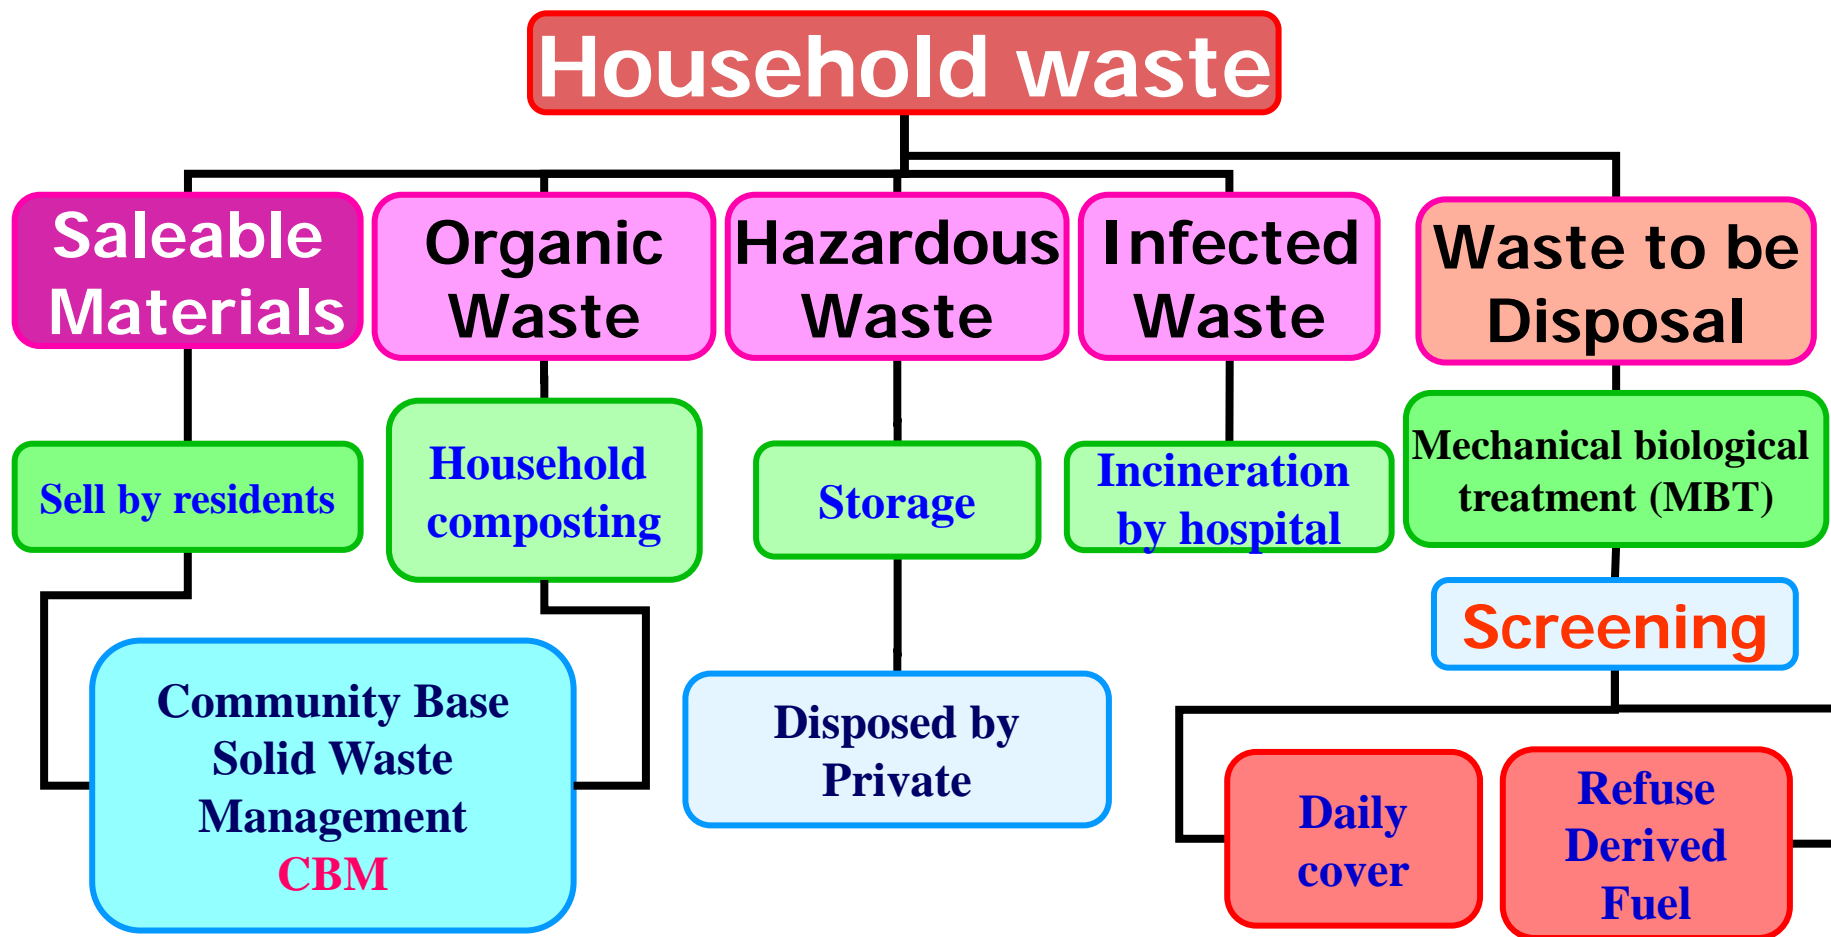 Household waste
Saleable
Materials
Organic
Waste
Hazardous
Waste
Infected
Waste
Waste to be
Disposal
Sell by residents
Household
composting
Storage
Incineration
by hospital
Mechanical biological
treatment (MBT)
Screening
Community Base
Solid Waste
Management
CBM
Disposed by
Private
Daily
cover
Refuse
Derived
Fuel